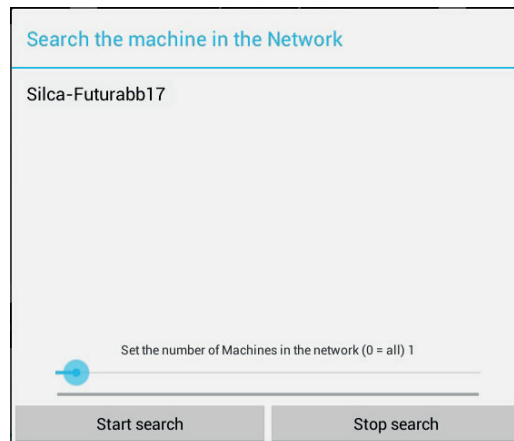 Search the machine in the Network
Silca-Futurabb17
Set the number of Machines in the network (0 = all) 1
Start search
Stop search